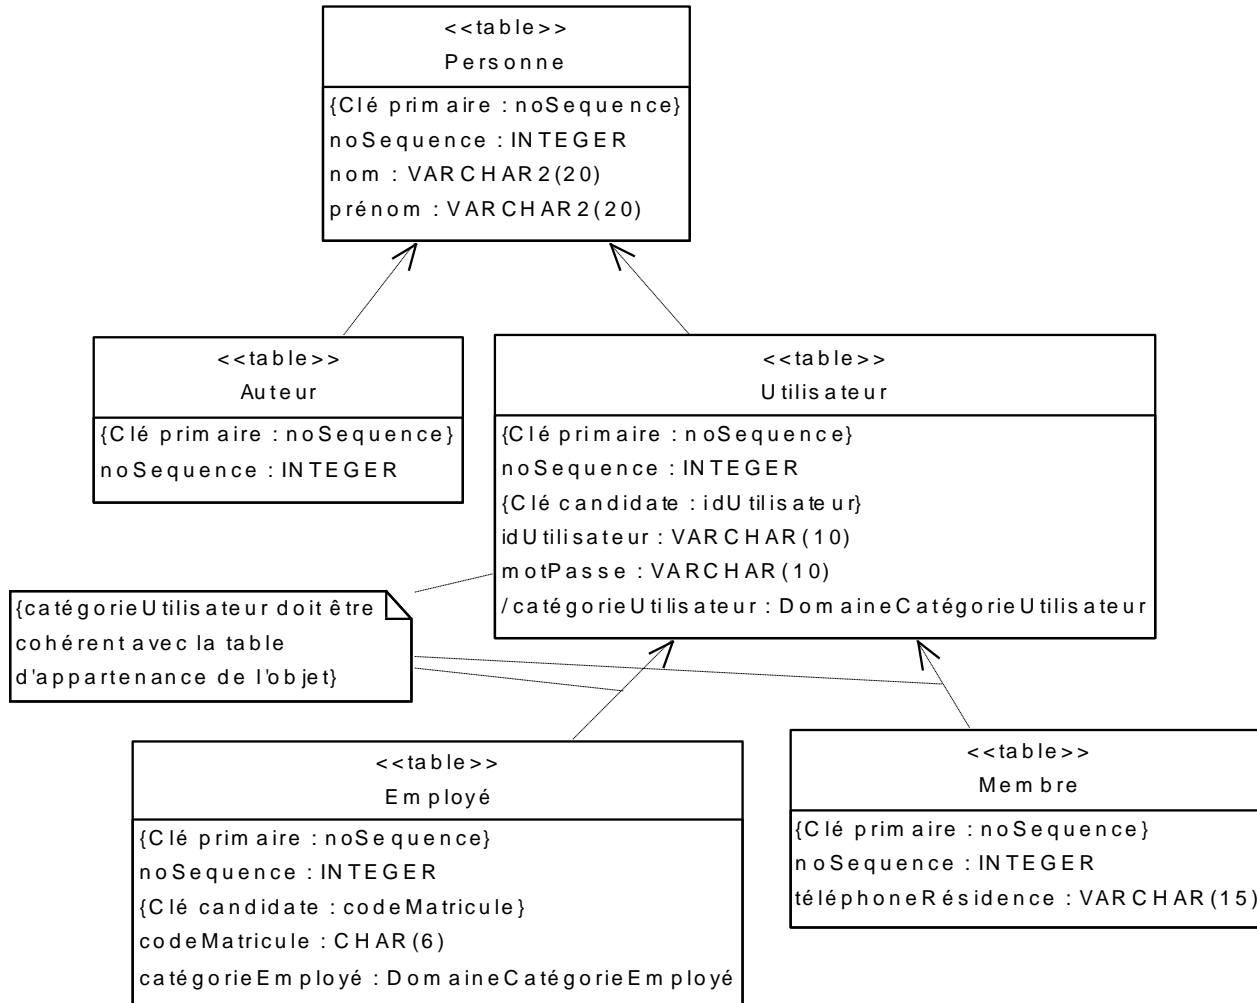 <<table>>
Personne
{Clé primaire : noSequence}
noSequence : INTEGER
nom : VARCHAR2(20)
prénom : VARCHAR2(20)
<<table>>
Auteur
{Clé primaire : noSequence}
noSequence : INTEGER
<<table>>
Utilisateur
{Clé primaire : noSequence}
noSequence : INTEGER
{Clé candidate : idUtilisateur}
idUtilisateur : VARCHAR(10)
motPasse : VARCHAR(10)
/catégorieUtilisateur : DomaineCatégorieUtilisateur
{catégorieUtilisateur doit être
cohérent avec la table
d'appartenance de l'objet}
<<table>>
Employé
{Clé primaire : noSequence}
noSequence : INTEGER
{Clé candidate : codeMatricule}
codeMatricule : CHAR(6)
catégorieEmployé : DomaineCatégorieEmployé
<<table>>
Membre
{Clé primaire : noSequence}
noSequence : INTEGER
téléphoneRésidence : VARCHAR(15)